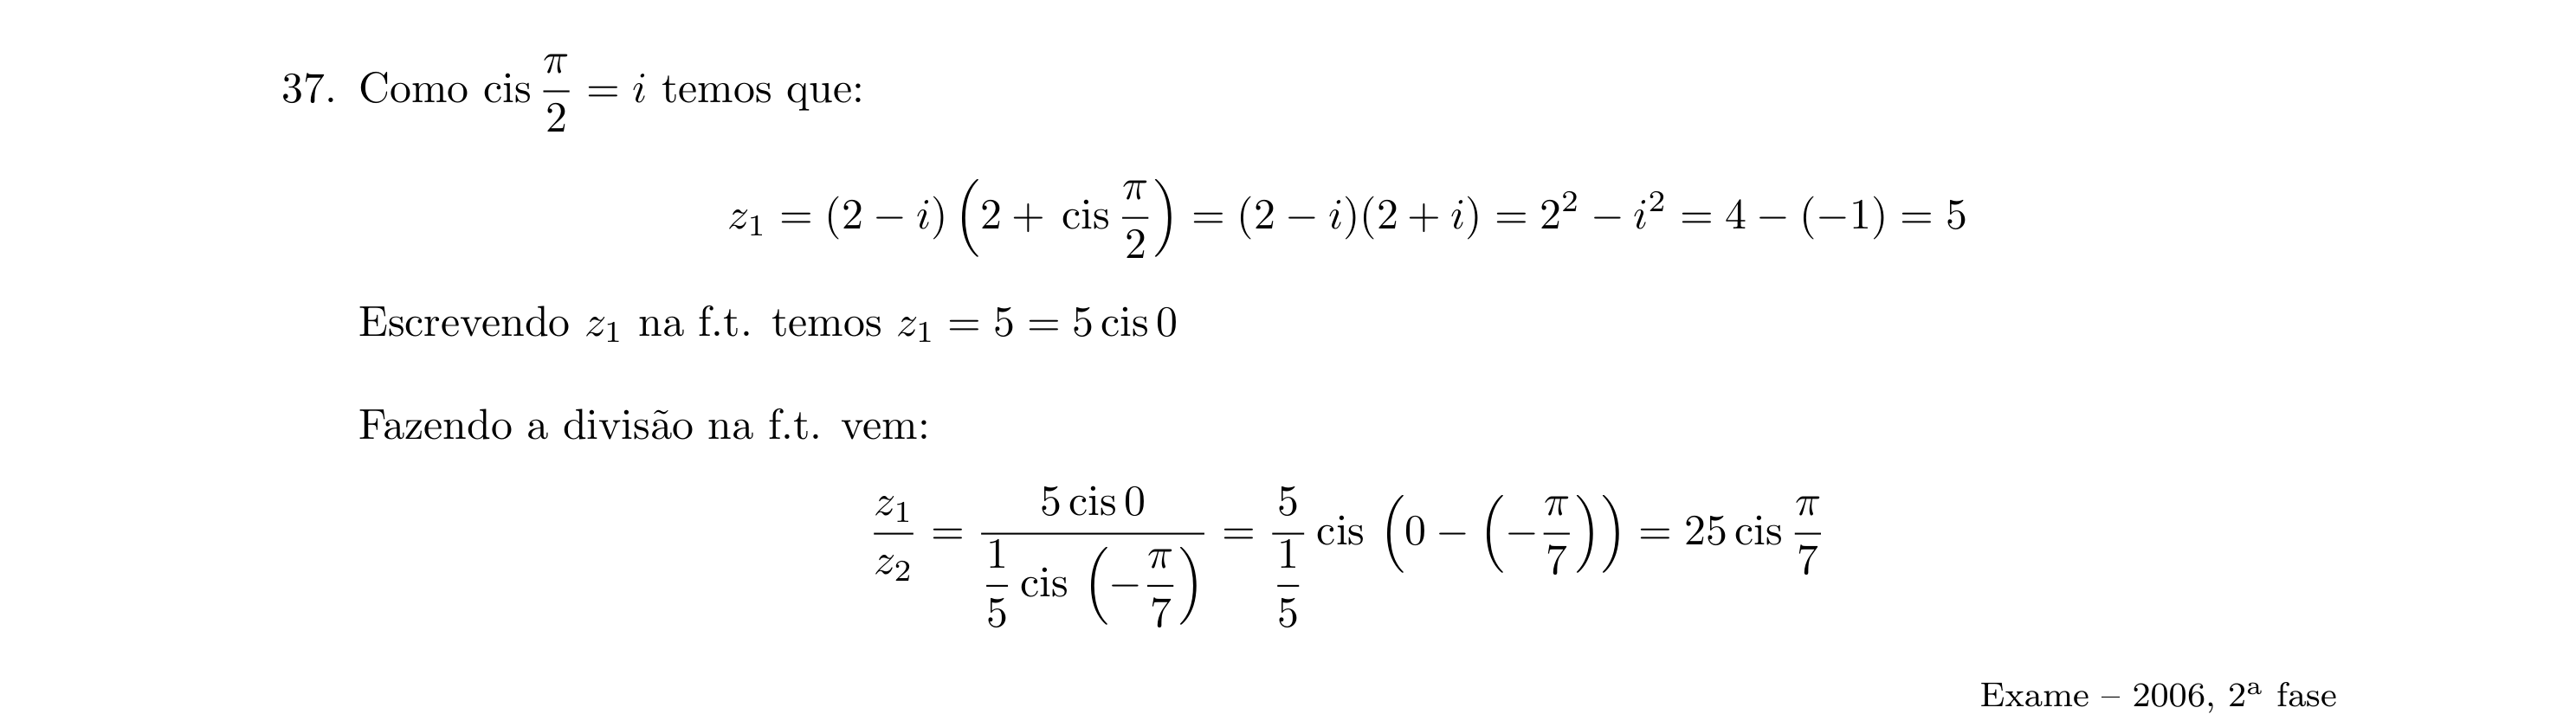 37. Como cis π/2 = i temos que:
z₁ = (2 − i) (2 + cis π/2) = (2 − i)(2 + i) = 2² − i² = 4 − (−1) = 5
Escrevendo z₁ na f.t. temos z₁ = 5 = 5 cis 0
Fazendo a divisão na f.t. vem:
z₁/z₂ = (5 cis 0)/(1/5 cis (−π/7)) = 5/(1/5) cis (0 − (−π/7)) = 25 cis π/7
Exame – 2006, 2ª fase